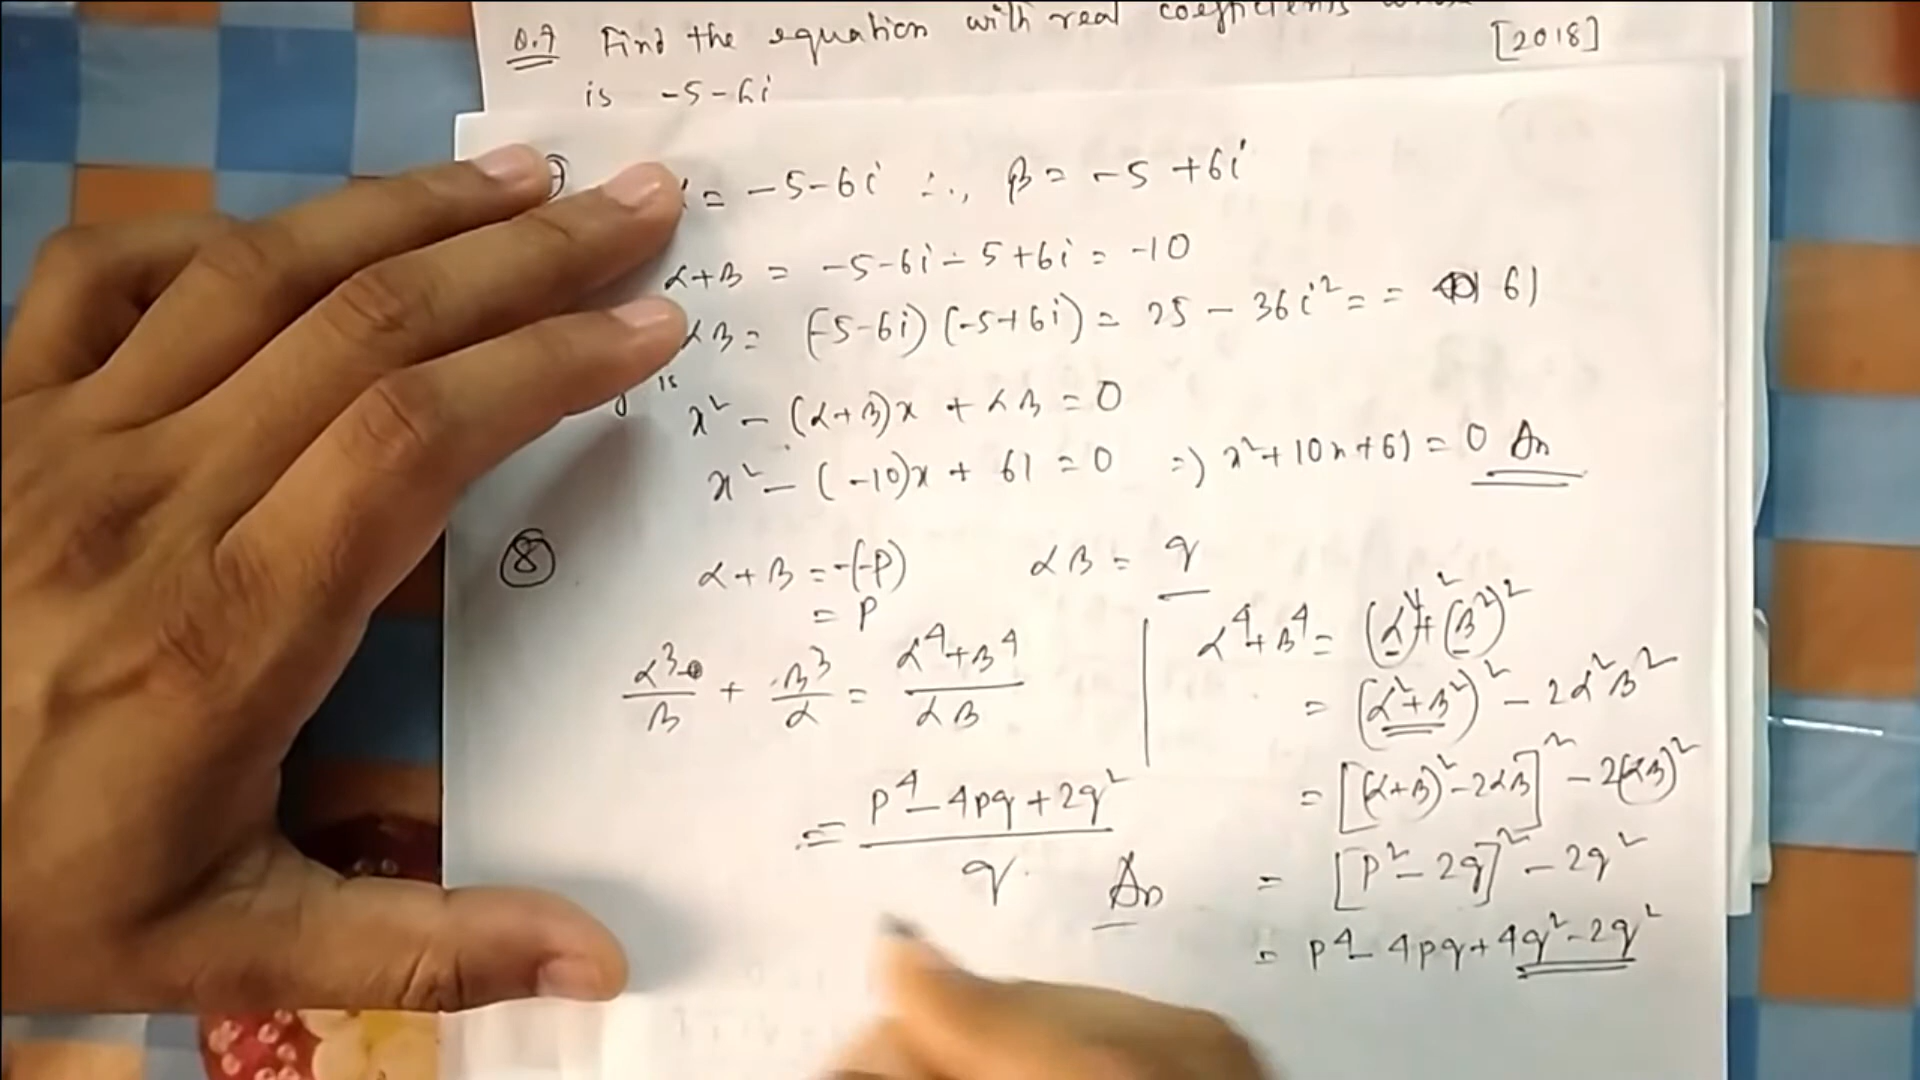 Q.7 Find the equation with real coefficients
[2018]
is -5-6i
= -5-6i ∴, β = -5+6i
α+β = -5-6i-5+6i = -10
αβ = (-5-6i)(-5+6i) = 25-36i² = = 61
is
x² - (α+β)x + αβ = 0
x² - (-10)x + 61 = 0 ⇒ x²+10x+61 = 0 An
⑧ α+β = -(-p) αβ = q
= p
α³/β + β³/α = α⁴+β⁴/αβ
= p⁴-4pq+2q²/q An
α⁴+β⁴ = (α²)²+(β²)²
= (α²+β²)² - 2α²β²
= [(α+β)²-2αβ]² - 2(αβ)²
= [p²-2q]² - 2q²
= p⁴-4pq+4q²-2q²